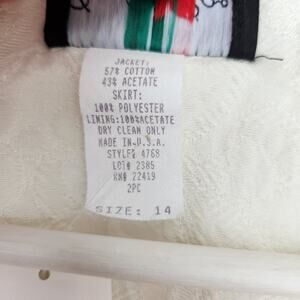 JACKET:
57% COTTON
43% ACETATE
SKIRT:
100% POLYESTER
LINING:100%ACETATE
DRY CLEAN ONLY
MADE IN U.S.A.
STYLE# 4768
LOT# 2385
RN# 22419
2PC
SIZE: 14